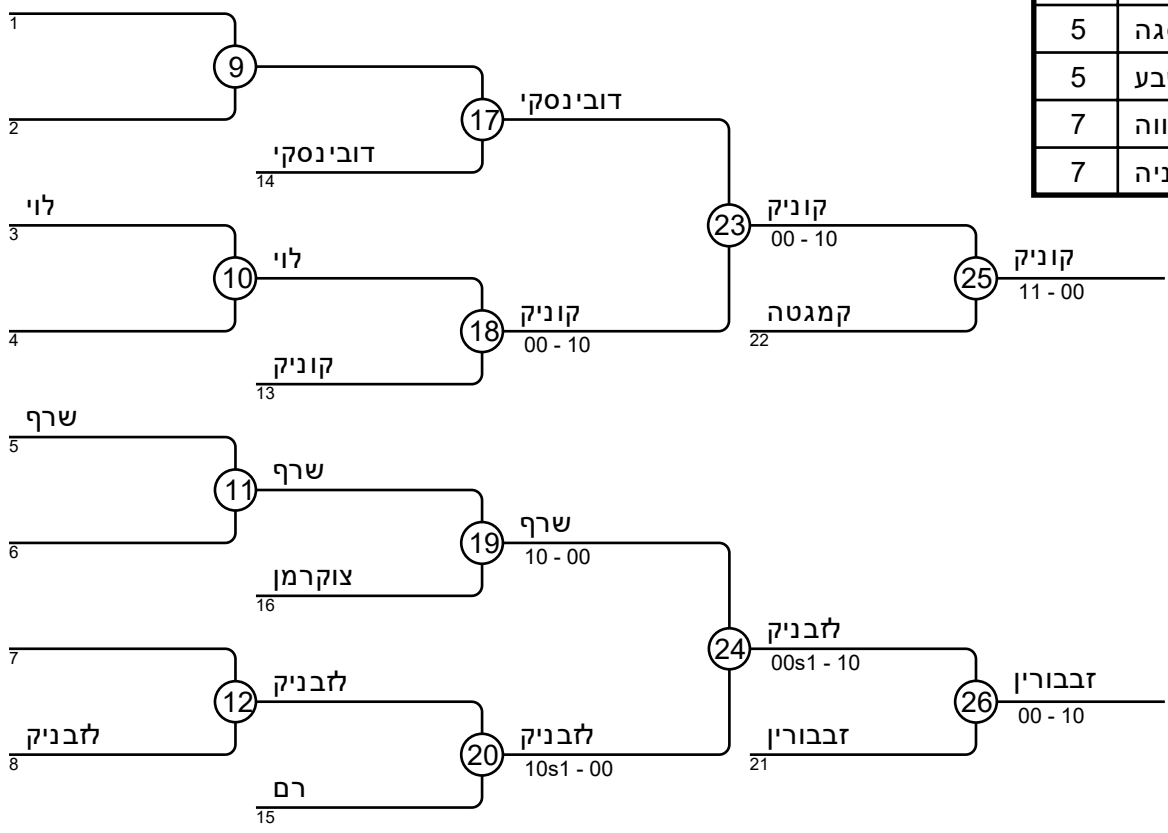 1
5
9
2
דובינסקי
17
5
דובינסקי
14
7
7
לוי
3
קוניק
23
00 - 10
לוי
10
קוניק
25
11 - 00
4
קוניק
18
00 - 10
קמגטה
22
קוניק
13
שרף
5
שרף
11
6
שרף
19
10 - 00
צוקרמן
16
7
לזבניק
24
00s1 - 10
לזבניק
12
זבבורין
26
00 - 10
לזבניק
8
לזבניק
20
10s1 - 00
זבבורין
21
רם
15